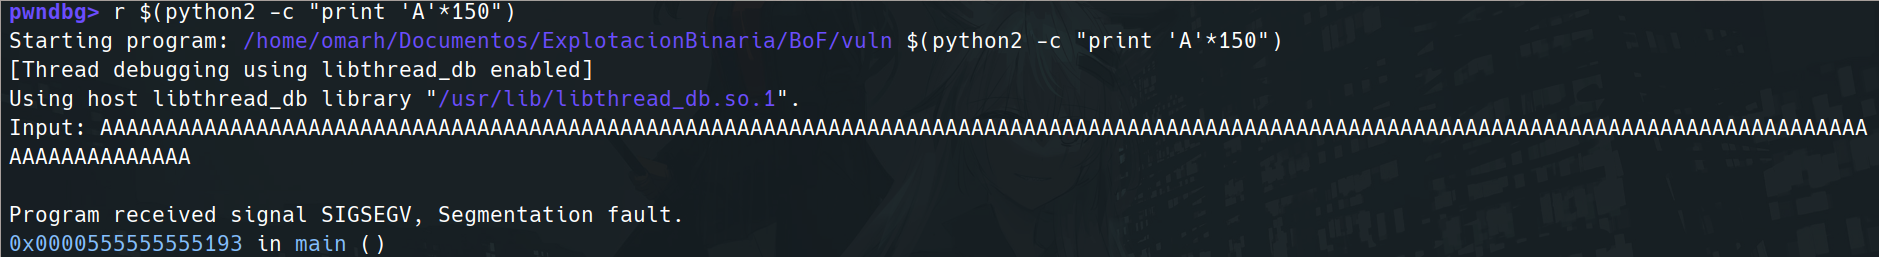 pwndbg> r $(python2 -c "print 'A'*150")
Starting program: /home/omarh/Documentos/ExplotacionBinaria/BoF/vuln $(python2 -c "print 'A'*150")
[Thread debugging using libthread_db enabled]
Using host libthread_db library "/usr/lib/libthread_db.so.1".
Input: AAAAAAAAAAAAAAAAAAAAAAAAAAAAAAAAAAAAAAAAAAAAAAAAAAAAAAAAAAAAAAAAAAAAAAAAAAAAAAAAAAAAAAAAAAAAAAAAAAAAAAAAAAAAAAAAAAAAAAAAAAAAAAAAAAAAAAAA
AAAAAAAAAAAAAA
Program received signal SIGSEGV, Segmentation fault.
0x0000555555555193 in main ()